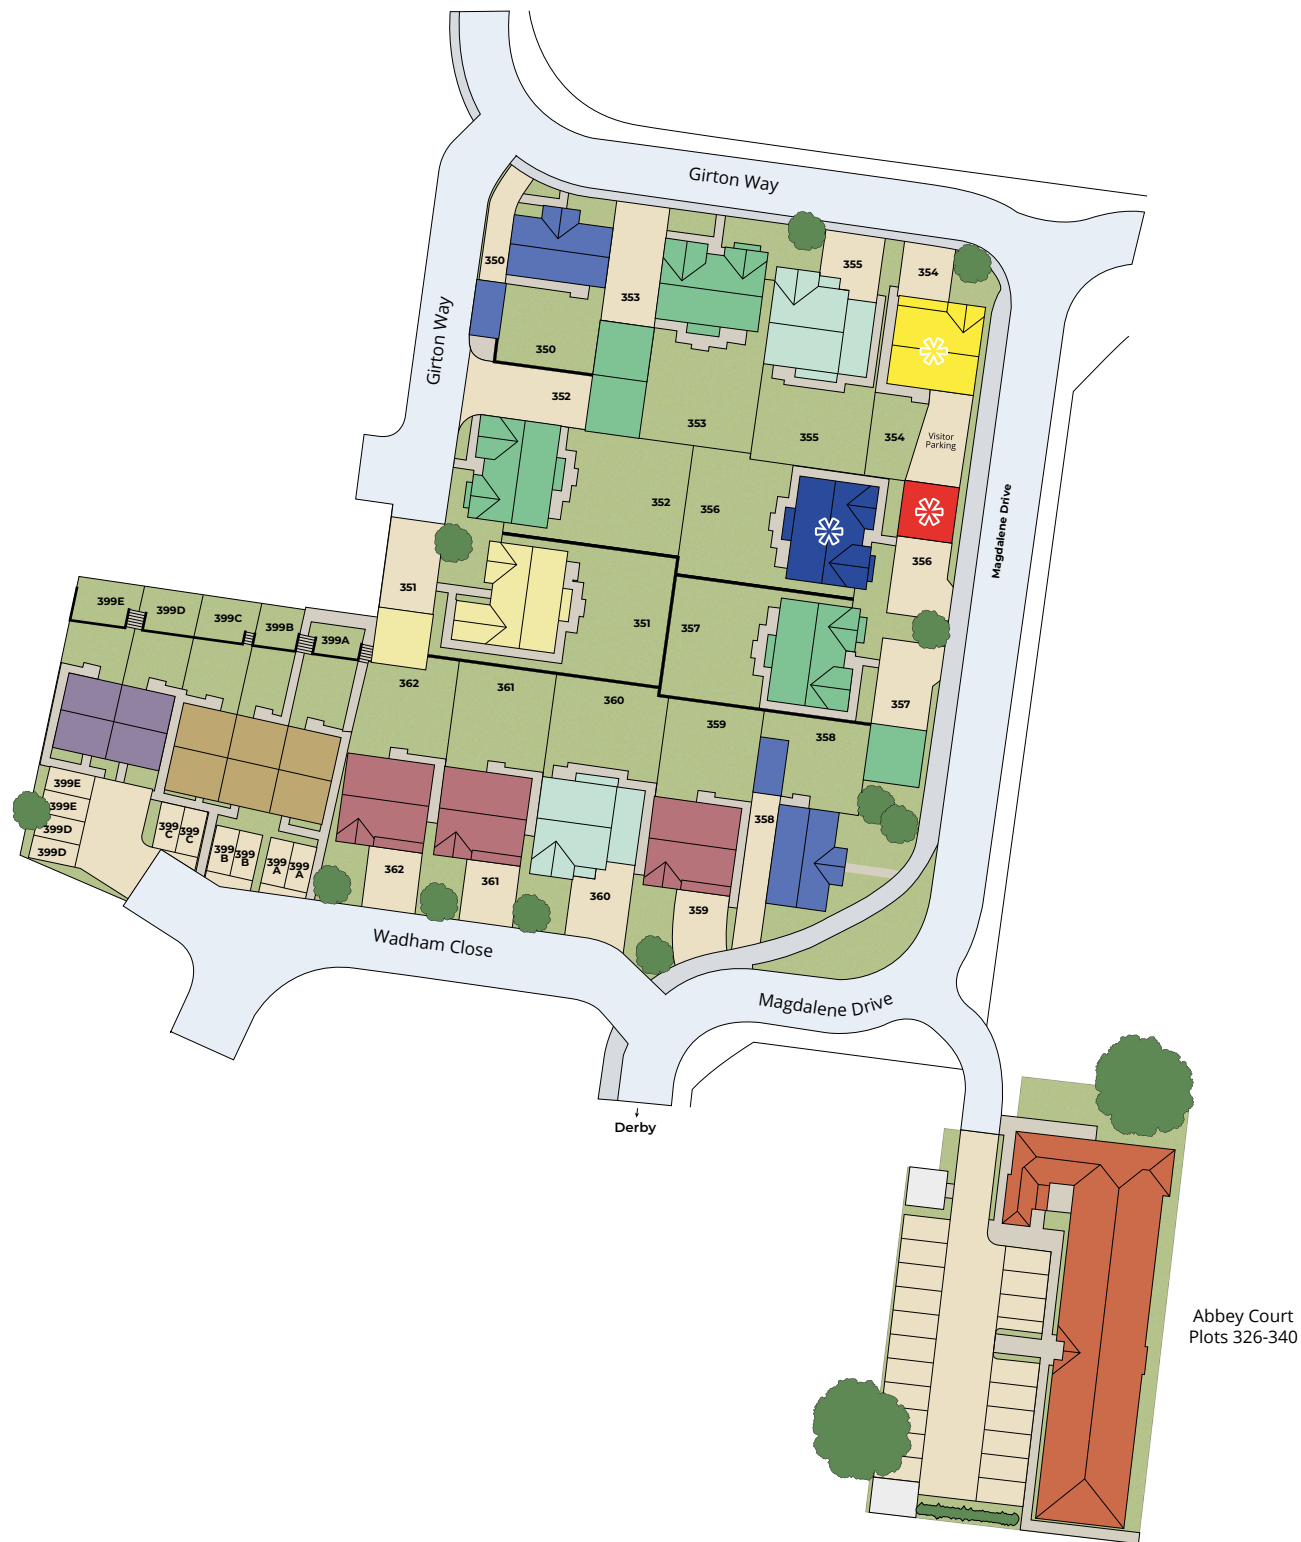 Girton Way
350
353
355
354
Girton Way
350
352
353
355
354
Visitor
Parking
352
356
Magdalene Drive
356
351
351
357
399E
399D
399C
399B
399A
362
361
360
359
358
357
399E
399E
399D
399D
399
C
399
C
399
B
399
B
399
A
399
A
362
361
360
359
358
Wadham Close
Magdalene Drive
Derby
Abbey Court
Plots 326-340